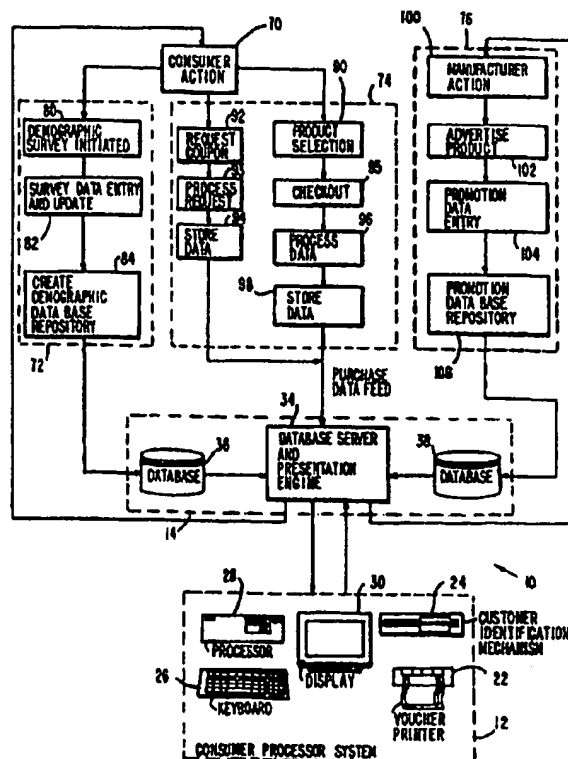 70
100
76
CONSUMER
ACTION
MANUFACTURER
ACTION
80
92
90
74
DEMOGRAPHIC
SURVEY INITIATED
REQUEST
COUPON
PRODUCT
SELECTION
ADVERTISE
PRODUCT
102
93
95
SURVEY DATA ENTRY
AND UPDATE
82
PROCESS
REQUEST
CHECKOUT
PROMOTION
DATA
ENTRY
104
94
96
STORE
DATA
PROCESS
DATA
84
98
CREATE
DEMOGRAPHIC
DATA BASE
REPOSITORY
STORE
DATA
PROMOTION
DATA BASE
REPOSITORY
72
108
PURCHASE
DATA FEED
34
36
DATABASE
DATABASE SERVER
AND
PRESENTATION
ENGINE
38
DATABASE
14
10
28
30
24
PROCESSOR
DISPLAY
CUSTOMER
IDENTIFICATION
MECHANISM
26
KEYBOARD
22
VOUCHER
PRINTER
12
CONSUMER PROCESSOR SYSTEM